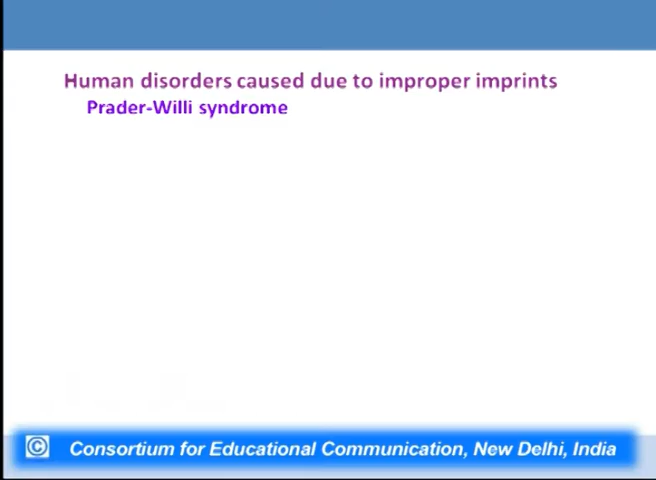 Human disorders caused due to improper imprints
Prader-Willi syndrome
© Consortium for Educational Communication, New Delhi, India